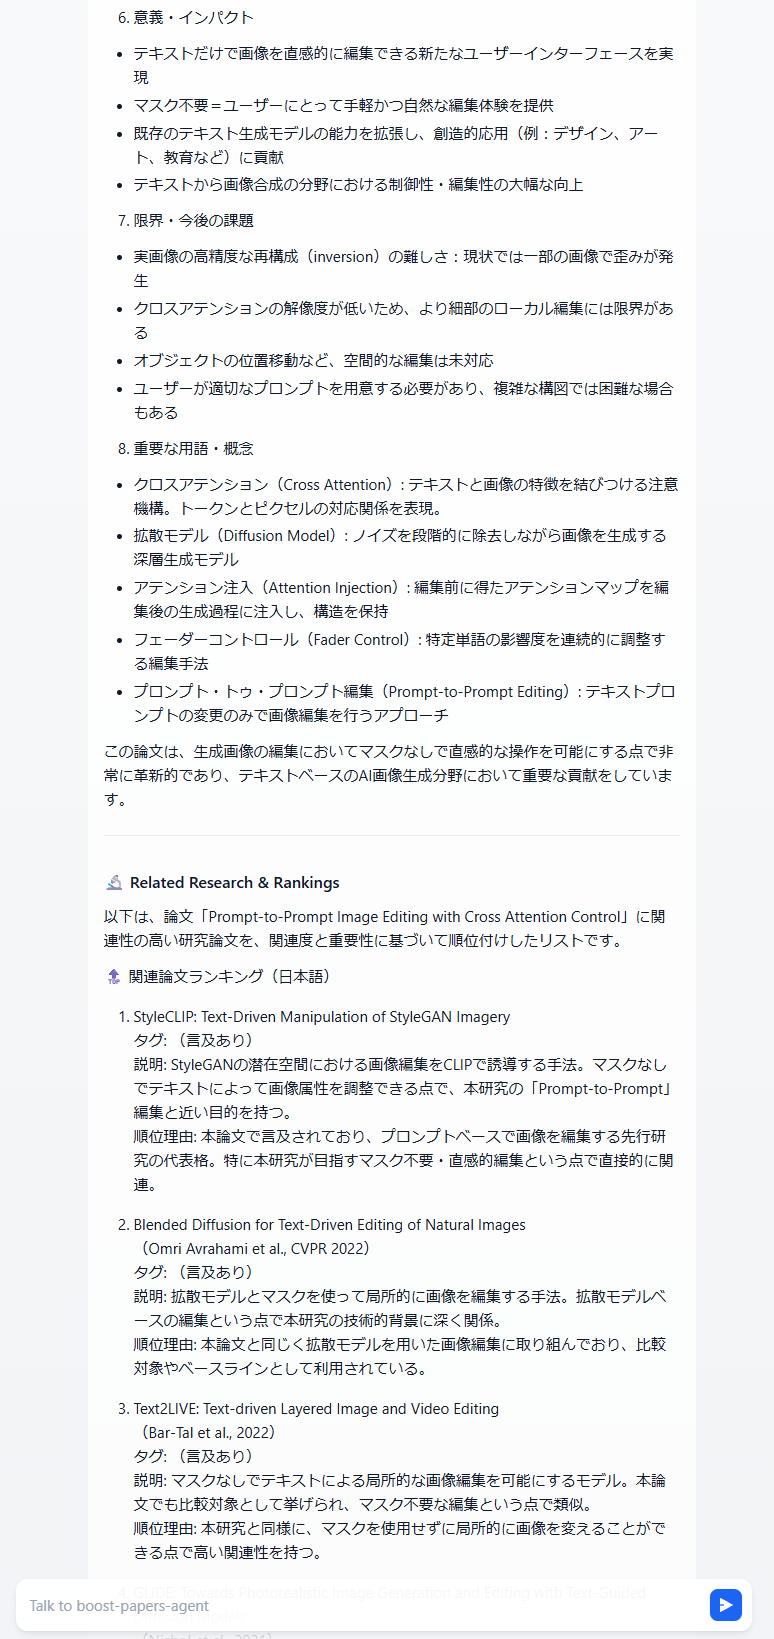 6. 意義・インパクト
• テキストだけで画像を直感的に編集できる新たなユーザーインターフェースを実
現
• マスク不要＝ユーザーにとって手軽かつ自然な編集体験を提供
• 既存のテキスト生成モデルの能力を拡張し、創造的応用（例：デザイン、アー
ト、教育など）に貢献
• テキストから画像合成の分野における制御性・編集性の大幅な向上
7. 限界・今後の課題
• 実画像の高精度な再構成（inversion）の難しさ：現状では一部の画像で歪みが発
生
• クロスアテンションの解像度が低いため、より細部のローカル編集には限界があ
る
• オブジェクトの位置移動など、空間的な編集は未対応
• ユーザーが適切なプロンプトを用意する必要があり、複雑な構図では困難な場合
もある
8. 重要な用語・概念
• クロスアテンション（Cross Attention）: テキストと画像の特徴を結びつける注意
機構。トークンとピクセルの対応関係を表現。
• 拡散モデル（Diffusion Model）: ノイズを段階的に除去しながら画像を生成する
深層生成モデル
• アテンション注入（Attention Injection）: 編集前に得たアテンションマップを編
集後の生成過程に注入し、構造を保持
• フェーダーコントロール（Fader Control）: 特定単語の影響度を連続的に調整す
る編集手法
• プロンプト・トゥ・プロンプト編集（Prompt-to-Prompt Editing）: テキストプロ
ンプトの変更のみで画像編集を行うアプローチ
この論文は、生成画像の編集においてマスクなしで直感的な操作を可能にする点で非
常に革新的であり、テキストベースのAI画像生成分野において重要な貢献をしていま
す。
🔬 Related Research & Rankings
以下は、論文「Prompt-to-Prompt Image Editing with Cross Attention Control」に関
連性の高い研究論文を、関連度と重要性に基づいて順位付けしたリストです。
🔝 関連論文ランキング（日本語）
1. StyleCLIP: Text-Driven Manipulation of StyleGAN Imagery
タグ: （言及あり）
説明: StyleGANの潜在空間における画像編集をCLIPで誘導する手法。マスクなし
でテキストによって画像属性を調整できる点で、本研究の「Prompt-to-Prompt」
編集と近い目的を持つ。
順位理由: 本論文で言及されており、プロンプトベースで画像を編集する先行研
究の代表格。特に本研究が目指すマスク不要・直感的編集という点で直接的に関
連。
2. Blended Diffusion for Text-Driven Editing of Natural Images
（Omri Avrahami et al., CVPR 2022）
タグ: （言及あり）
説明: 拡散モデルとマスクを使って局所的に画像を編集する手法。拡散モデルベ
ースの編集という点で本研究の技術的背景に深く関係。
順位理由: 本論文と同じく拡散モデルを用いた画像編集に取り組んでおり、比較
対象やベースラインとして利用されている。
3. Text2LIVE: Text-driven Layered Image and Video Editing
（Bar-Tal et al., 2022）
タグ: （言及あり）
説明: マスクなしでテキストによる局所的な画像編集を可能にするモデル。本論
文でも比較対象として挙げられ、マスク不要な編集という点で類似。
順位理由: 本研究と同様に、マスクを使用せずに局所的に画像を変えることがで
きる点で高い関連性を持つ。
4. GLIDE: Towards Photorealistic Image Generation and Editing with Text-Guided
Talk to boost-papers-agent